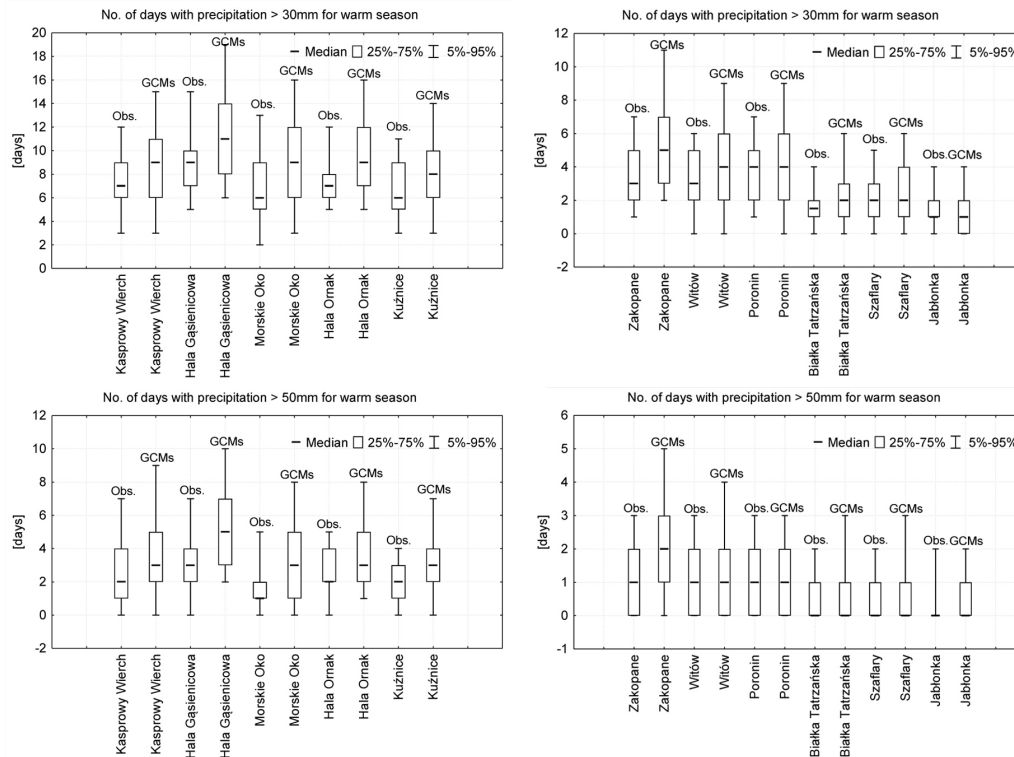 No. of days with precipitation > 30mm for warm season
20
18
16
14
12
10
8
6
4
2
0
[days]
Median 25%-75% 5%-95%
Obs.
GCMs
Obs.
GCMs
Obs.
GCMs
Obs.
GCMs
Obs.
GCMs
Kasprowy Wierch
Kasprowy Wierch
Hala Gąsienicowa
Hala Gąsienicowa
Morskie Oko
Morskie Oko
Hala Ornak
Hala Ornak
Kuźnice
Kuźnice
No. of days with precipitation > 30mm for warm season
12
10
8
6
4
2
0
-2
[days]
Median 25%-75% 5%-95%
Obs.
GCMs
Obs.
GCMs
Obs.
GCMs
Obs.
GCMs
Obs.
GCMs
Obs.
GCMs
Zakopane
Zakopane
Witów
Witów
Poronin
Poronin
Białka Tatrzańska
Białka Tatrzańska
Szaflary
Szaflary
Jabłonka
Jabłonka
No. of days with precipitation > 50mm for warm season
12
10
8
6
4
2
0
-2
[days]
Median 25%-75% 5%-95%
Obs.
GCMs
Obs.
GCMs
Obs.
GCMs
Obs.
GCMs
Obs.
GCMs
Kasprowy Wierch
Kasprowy Wierch
Hala Gąsienicowa
Hala Gąsienicowa
Morskie Oko
Morskie Oko
Hala Ornak
Hala Ornak
Kuźnice
Kuźnice
No. of days with precipitation > 50mm for warm season
6
5
4
3
2
1
0
-1
[days]
Median 25%-75% 5%-95%
Obs.
GCMs
Obs.
GCMs
Obs.
GCMs
Obs.
GCMs
Obs.
GCMs
Obs.
GCMs
Zakopane
Zakopane
Witów
Witów
Poronin
Poronin
Białka Tatrzańska
Białka Tatrzańska
Szaflary
Szaflary
Jabłonka
Jabłonka